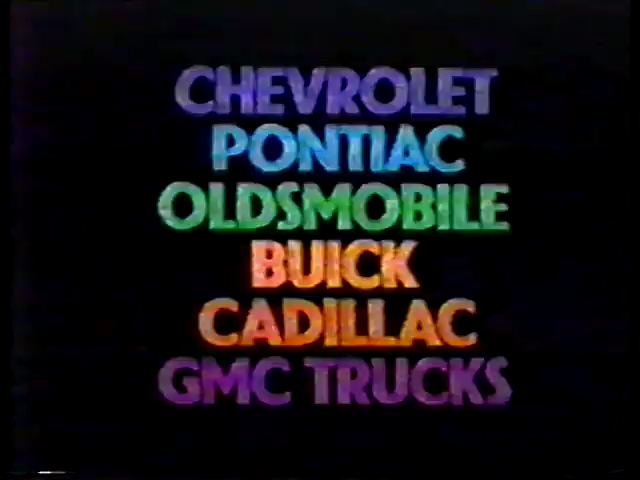 CHEVROLET
PONTIAC
OLDSMOBILE
BUICK
CADILLAC
GMC TRUCKS